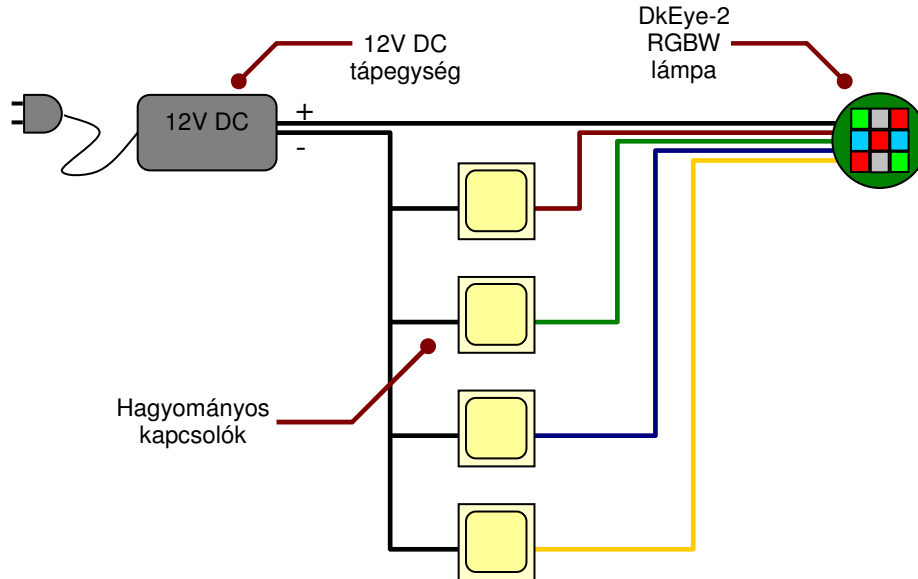 12V DC
tápegység
DkEye-2
RGBW
lámpa
12V DC
+
-
Hagyományos
kapcsolók